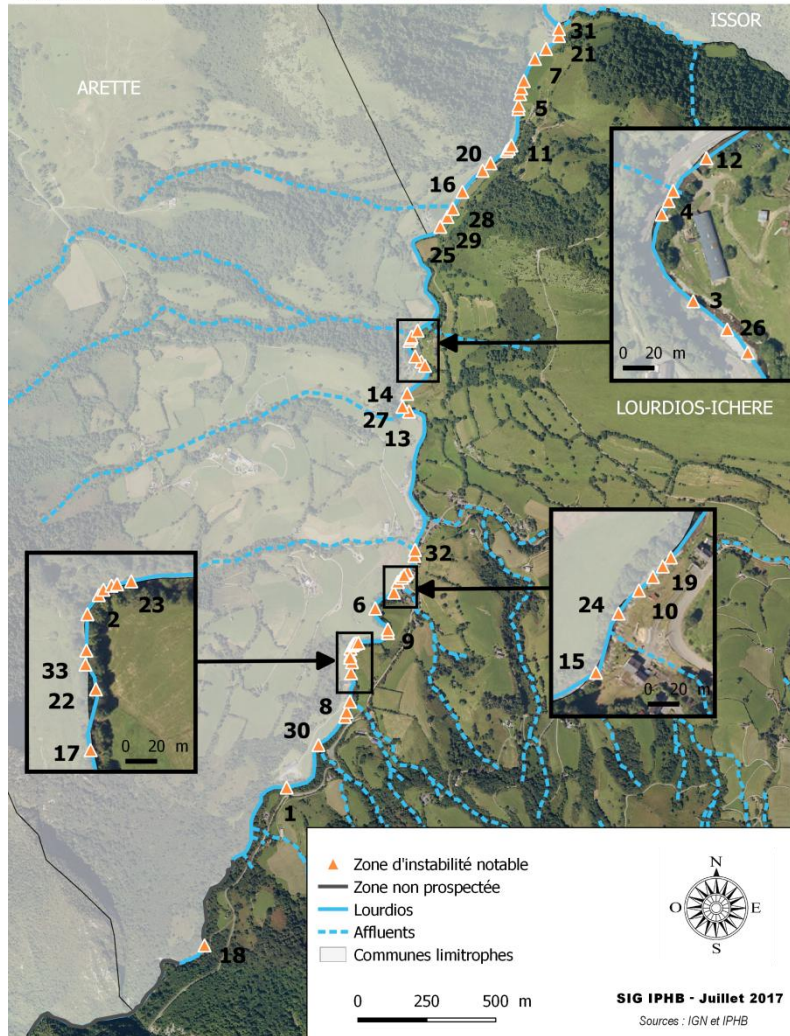 ISSOR
31
21
ARETTE
7
5
11
12
20
16
4
28
29
25
3
26
0 20 m
14
LOURDIOS-ICHERE
27
13
32
23
2
19
6
24
10
9
33
15
22
8
17
0 20 m
0 20 m
30
1
Zone d'instabilité notable
Zone non prospectée
Lourdios
Affluents
Communes limitrophes
N
O E
S
18
0 250 500 m
SIG IPHB - Juillet 2017
Sources : IGN et IPHB